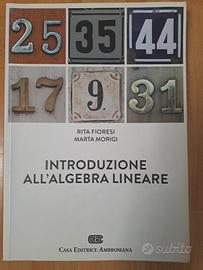 25 35 44
17 9. 31
RITA FIORESI
MARTA MORIGI
INTRODUZIONE
ALL'ALGEBRA LINEARE
CASA EDITRICE AMBROSIANA
subito